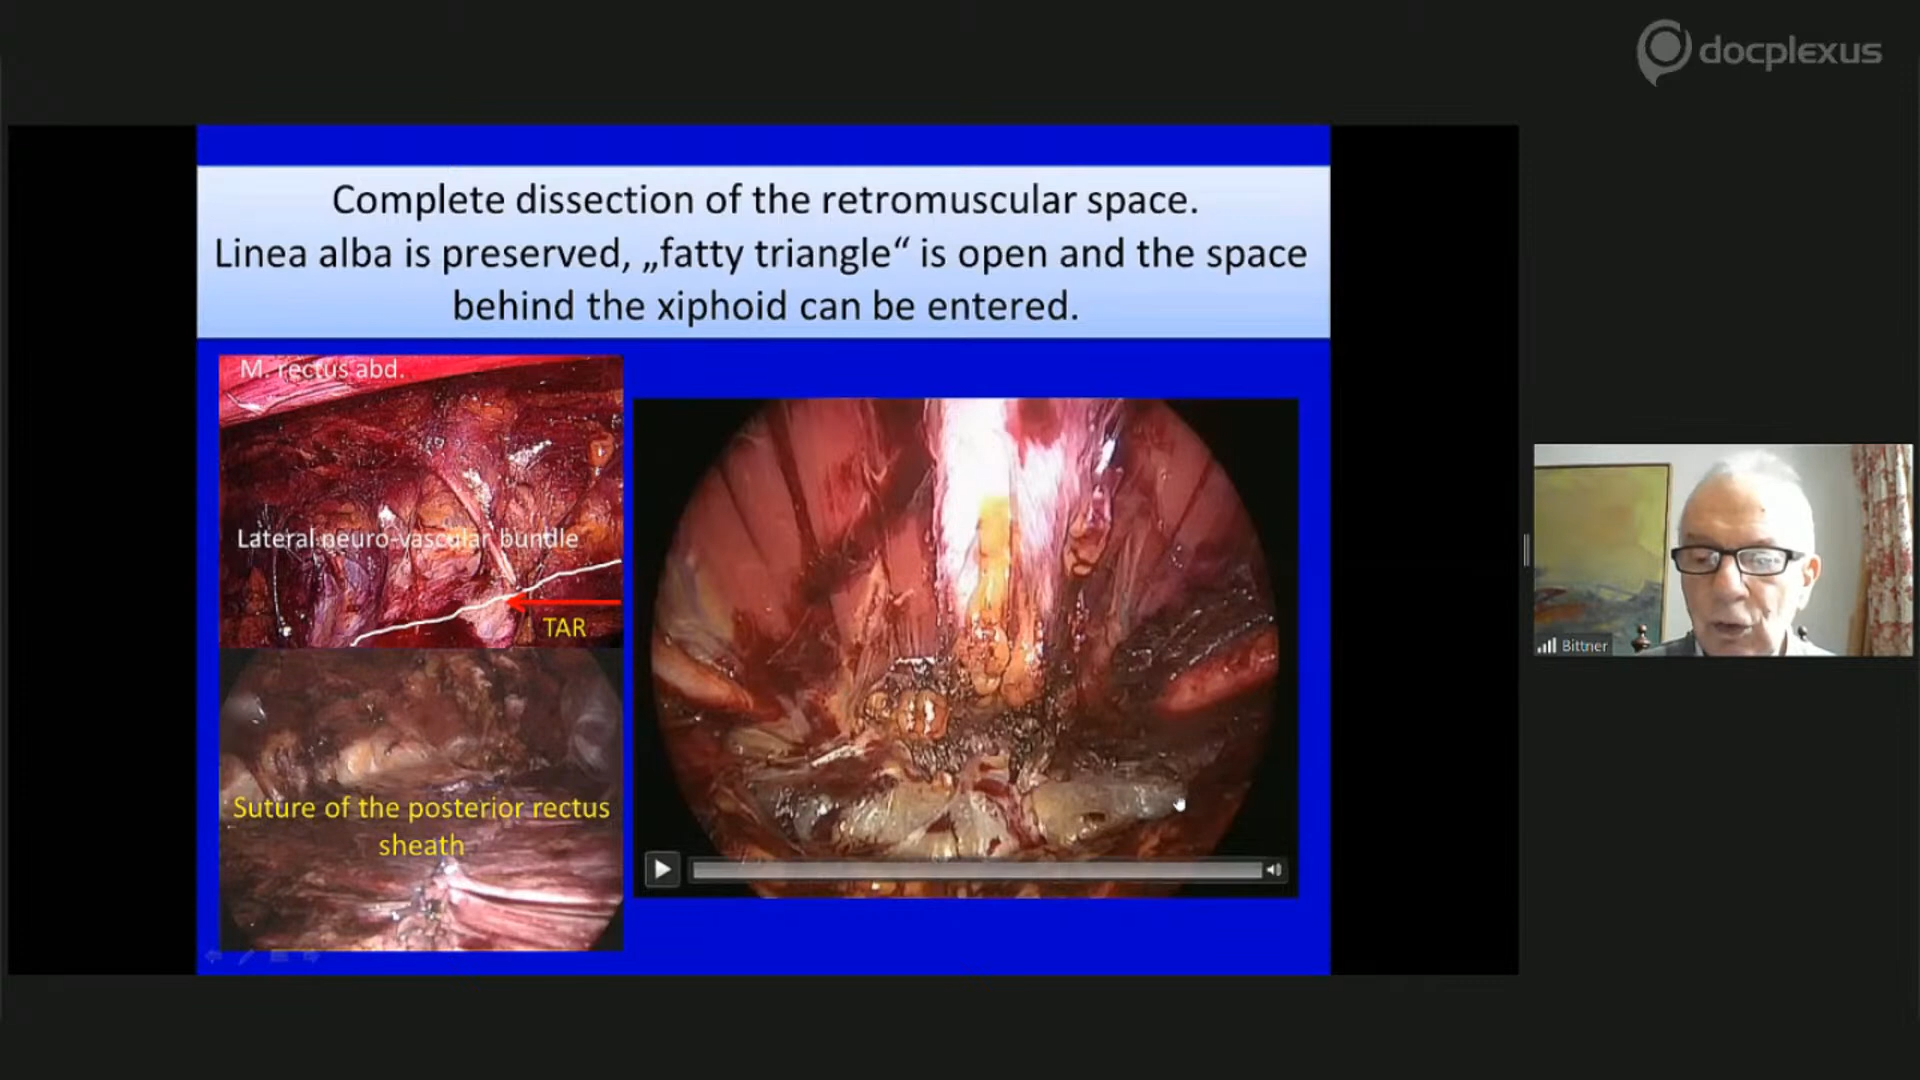 docplexus
Complete dissection of the retromuscular space.
Linea alba is preserved, „fatty triangle“ is open and the space
behind the xiphoid can be entered.
M. rectus abd.
Lateral neuro-vascular bundle
TAR
Suture of the posterior rectus
sheath
Bittner